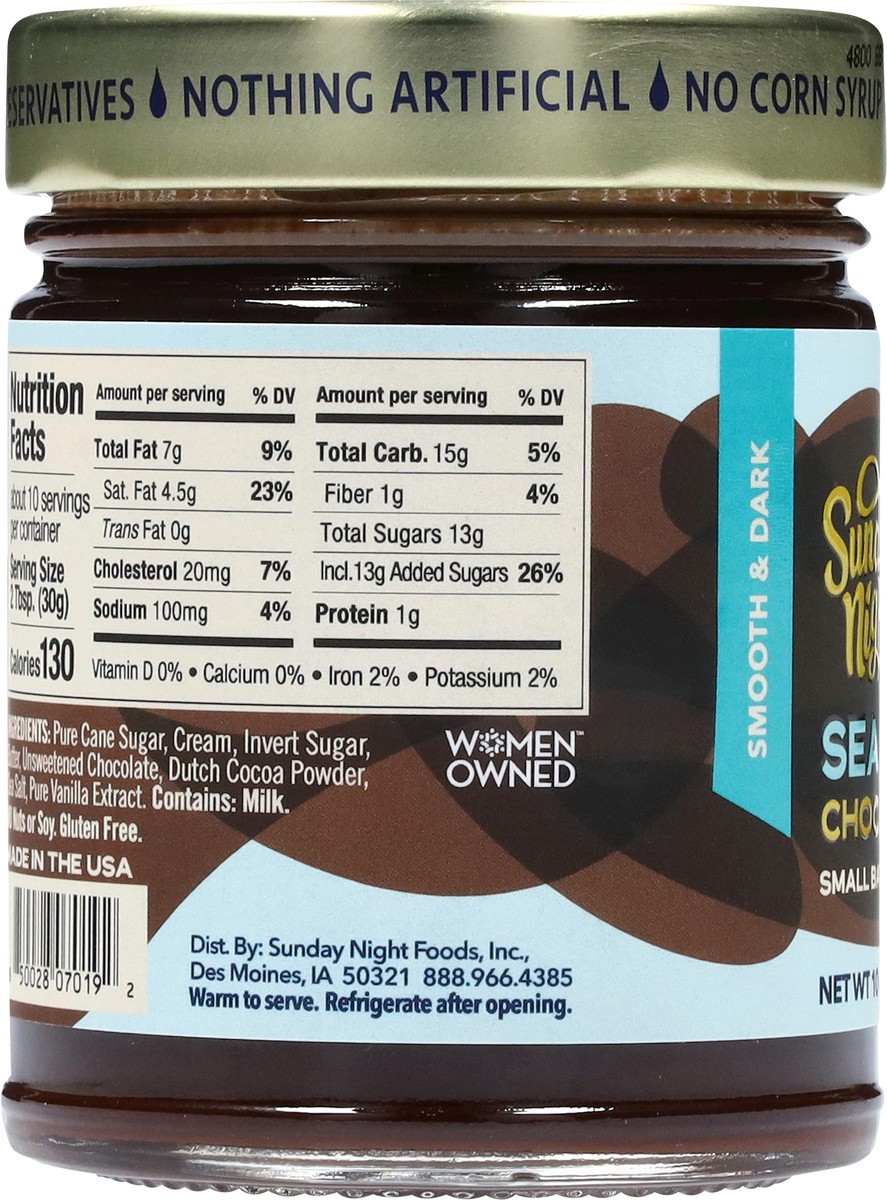 NOTHING ARTIFICIAL NO CORN SYRUP
4800
Nutrition
Facts
about 10 servings
per container
Serving Size
2 Tbsp. (30g)
Calories 130
Amount per serving % DV
Total Fat 7g 9%
Sat. Fat 4.5g 23%
Trans Fat 0g
Cholesterol 20mg 7%
Sodium 100mg 4%
Amount per serving % DV
Total Carb. 15g 5%
Fiber 1g 4%
Total Sugars 13g
Incl.13g Added Sugars 26%
Protein 1g
Vitamin D 0% • Calcium 0% • Iron 2% • Potassium 2%
INGREDIENTS: Pure Cane Sugar, Cream, Invert Sugar,
Unsweetened Chocolate, Dutch Cocoa Powder,
Salt, Pure Vanilla Extract. Contains: Milk.
Nuts or Soy. Gluten Free.
MADE IN THE USA
50028 07019 2
WOMEN™
OWNED
Dist. By: Sunday Night Foods, Inc.,
Des Moines, IA 50321 888.966.4385
Warm to serve. Refrigerate after opening.
SMOOTH & DARK
SEA
SMALL
NET WT